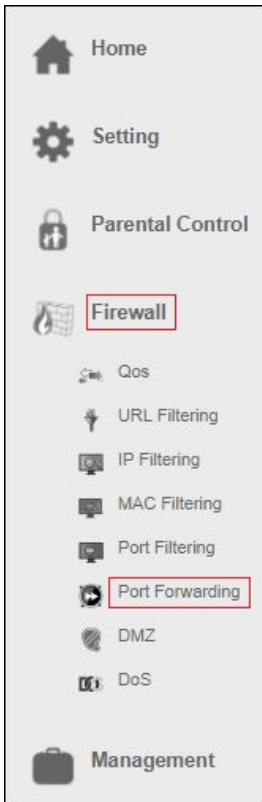 Home
Setting
Parental Control
Firewall
Qos
URL Filtering
IP Filtering
MAC Filtering
Port Filtering
Port Forwarding
DMZ
DoS
Management